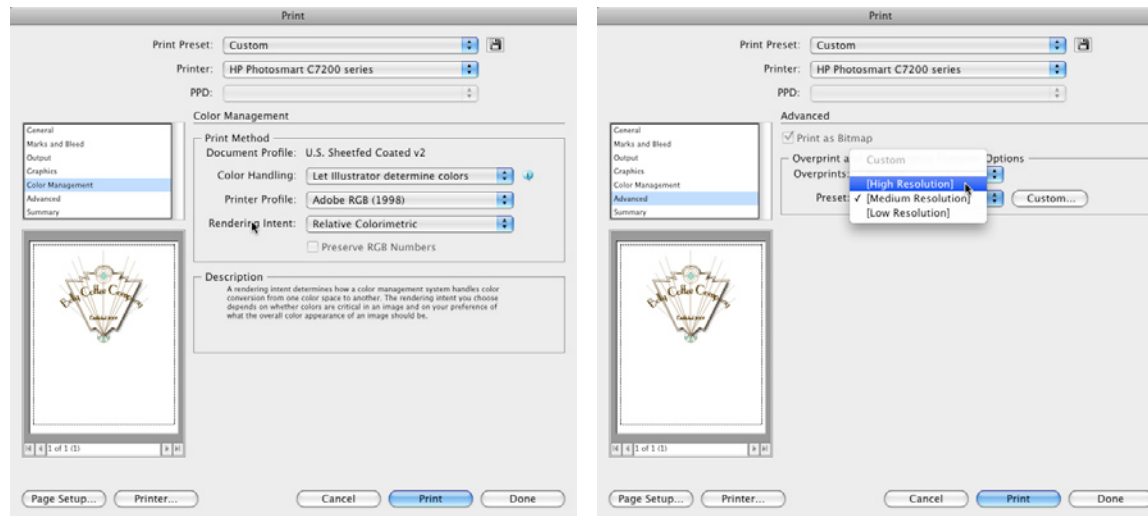 Print
Print Preset: Custom
Printer: HP Photosmart C7200 series
PPD:
Color Management
General
Marks and Bleed
Output
Graphics
Color Management
Advanced
Summary
Print Method
Document Profile: U.S. Sheetfed Coated v2
Color Handling: Let Illustrator determine colors
Printer Profile: Adobe RGB (1998)
Rendering Intent: Relative Colorimetric
Preserve RGB Numbers
Description
A rendering intent determines how a color management system handles color
conversion from one color space to another. The rendering intent you choose
depends on whether colors are critical in an image and on your preference of
what the overall color appearance of an image should be.
Coffee
1 of 1 (1)
Page Setup... Printer... Cancel Print Done
Print
Print Preset: Custom
Printer: HP Photosmart C7200 series
PPD:
Advanced
General
Marks and Bleed
Output
Graphics
Color Management
Advanced
Summary
Print as Bitmap
Overprint a Options
Overprints:
Preset:
Custom
[High Resolution]
✓ [Medium Resolution]
[Low Resolution]
Custom...
Coffee
1 of 1 (1)
Page Setup... Printer... Cancel Print Done